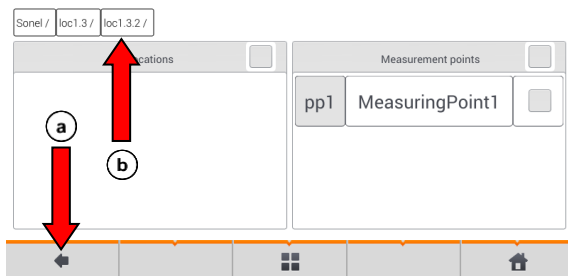 Sonel / loc1.3 / loc1.3.2 /
cations
Measurement points
pp1 MeasuringPoint1
a
b